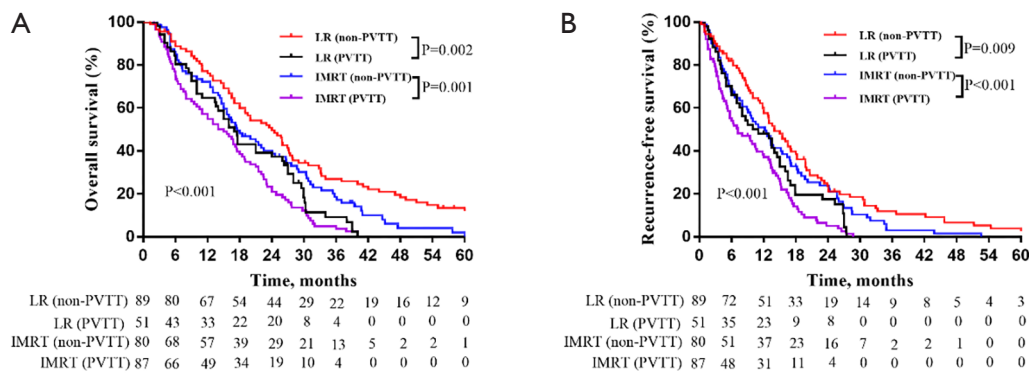 A
Overall survival (%)
100
80
60
40
20
0
LR (non-PVTT)
LR (PVTT)
IMRT (non-PVTT)
IMRT (PVTT)
P=0.002
P=0.001
P<0.001
0 6 12 18 24 30 36 42 48 54 60
Time, months
LR (non-PVTT) 89 80 67 54 44 29 22 19 16 12 9
LR (PVTT) 51 43 33 22 20 8 4 0 0 0 0
IMRT (non-PVTT) 80 68 57 39 29 21 13 5 2 2 1
IMRT (PVTT) 87 66 49 34 19 10 4 0 0 0 0
B
Recurrrence-free survival (%)
100
80
60
40
20
0
LR (non-PVTT)
LR (PVTT)
IMRT (non-PVTT)
IMRT (PVTT)
P=0.009
P<0.001
P<0.001
0 6 12 18 24 30 36 42 48 54 60
Time, months
LR (non-PVTT) 89 72 51 33 19 14 9 8 5 4 3
LR (PVTT) 51 35 23 9 8 0 0 0 0 0 0
IMRT (non-PVTT) 80 51 37 23 16 7 2 2 1 0 0
IMRT (PVTT) 87 48 31 11 4 0 0 0 0 0 0